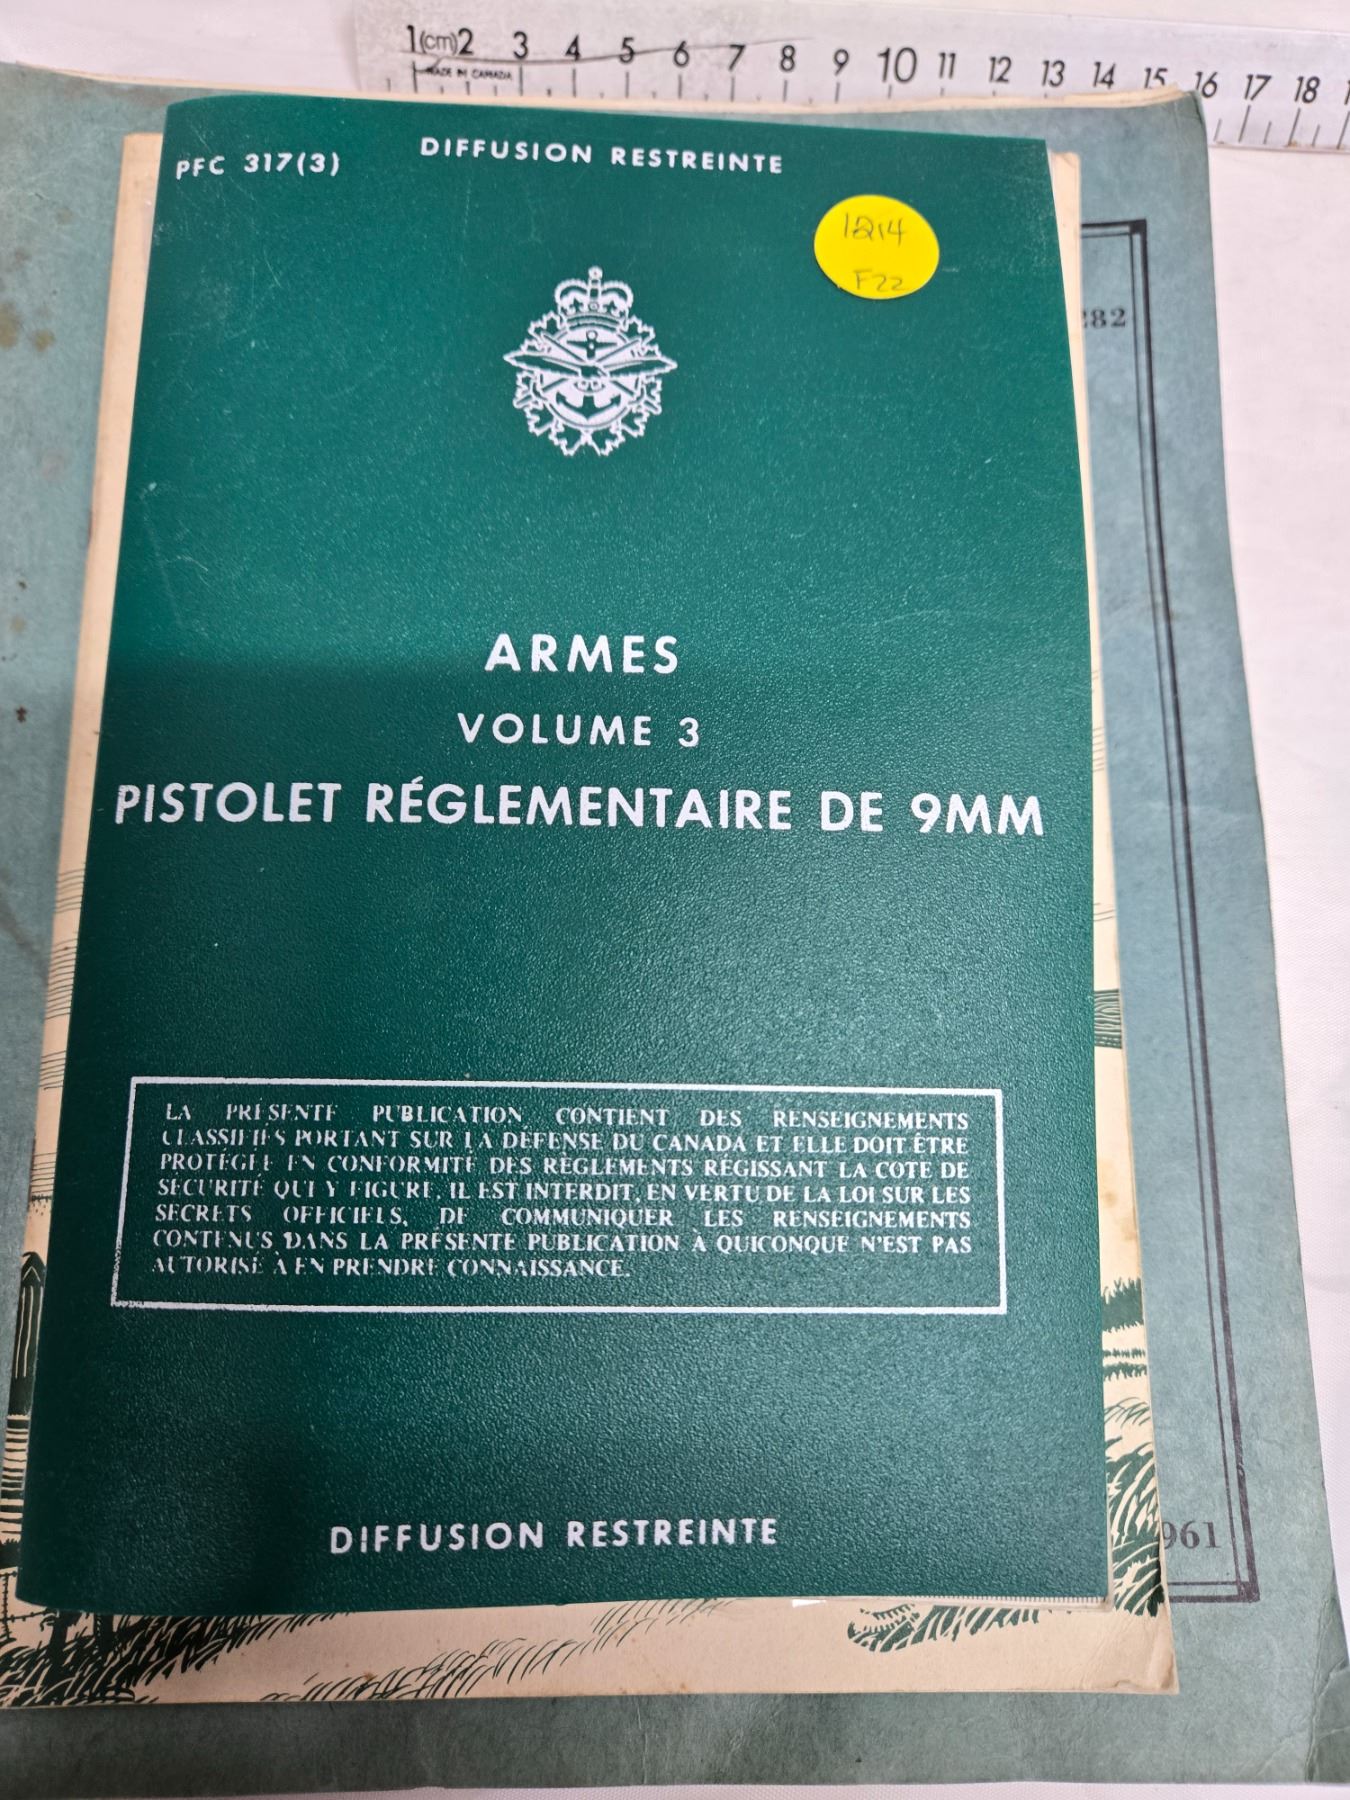 1 (cm) 2 3 4 5 6 7 8 9 10 11 12 13 14 15 16 17 18
MADE IN CANADA
PFC 317(3) DIFFUSION RESTREINTE
1214
F22
282
ARMES
VOLUME 3
PISTOLET RÉGLEMENTAIRE DE 9MM
LA PRÉSENTE PUBLICATION CONTIENT DES RENSEIGNEMENTS
CLASSIFIÉS PORTANT SUR LA DÉFENSE DU CANADA ET ELLE DOIT ÊTRE
PROTÉGÉE EN CONFORMITÉ DES RÈGLEMENTS RÉGISSANT LA COTE DE
SÉCURITÉ QUI Y FIGURE, IL EST INTERDIT, EN VERTU DE LA LOI SUR LES
SECRETS OFFICIELS, DE COMMUNIQUER LES RENSEIGNEMENTS
CONTENUS DANS LA PRÉSENTE PUBLICATION À QUICONQUE N'EST PAS
AUTORISÉ À EN PRENDRE CONNAISSANCE.
DIFFUSION RESTREINTE
961